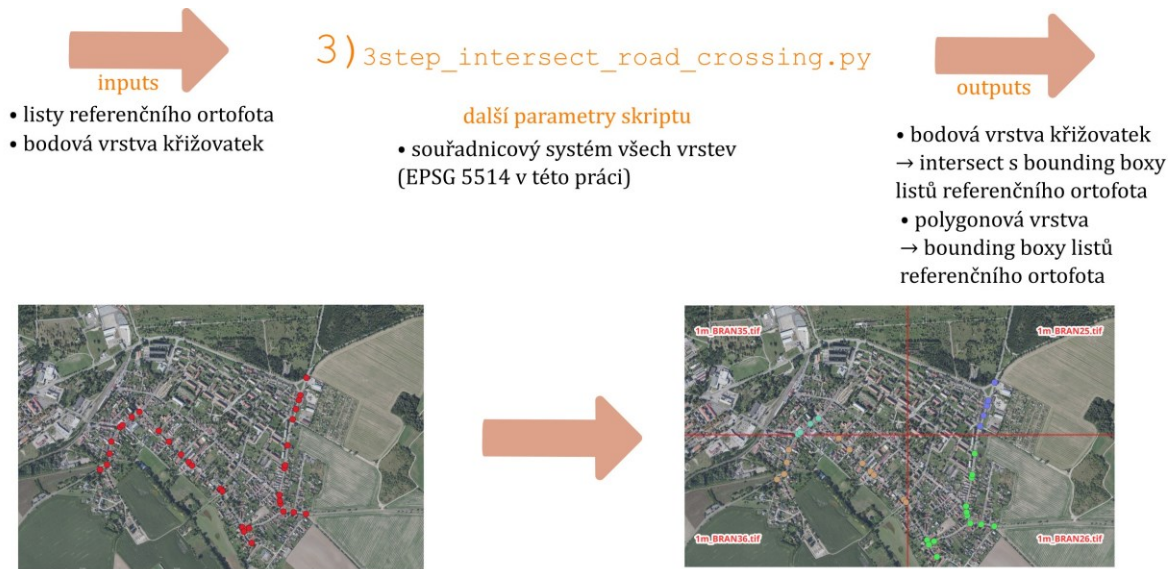 inputs
• listy referenčního ortofota
• bodová vrstva křižovatek
3)3step_intersect_road_crossing.py
další parametry skriptu
• souřadnicový systém všech vrstev
(EPSG 5514 v této práci)
outputs
• bodová vrstva křižovatek
→ intersect s bounding boxy
listů referenčního ortofota
• polygonová vrstva
→ bounding boxy listů
referenčního ortofota
1m_BRAN35.tif
1m_BRAN25.tif
1m_BRAN36.tif
1m_BRAN26.tif